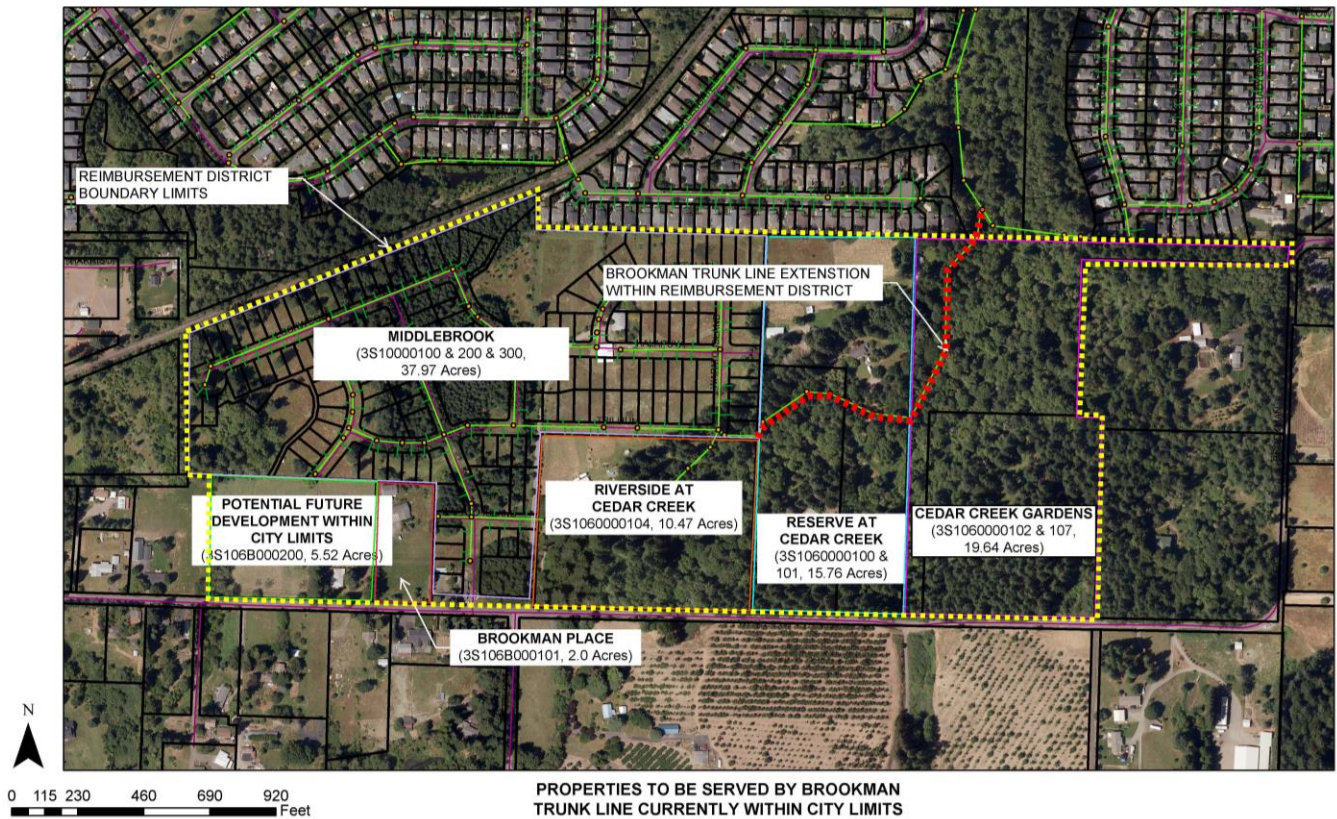 REIMBURSEMENT DISTRICT
BOUNDARY LIMITS
BROOKMAN TRUNK LINE EXTENSTION
WITHIN REIMBURSEMENT DISTRICT
MIDDLEBROOK
(3S10000100 & 200 & 300,
37.97 Acres)
POTENTIAL FUTURE
DEVELOPMENT WITHIN
CITY LIMITS
(3S106B000200, 5.52 Acres)
RIVERSIDE AT
CEDAR CREEK
(3S1060000104, 10.47 Acres)
RESERVE AT
CEDAR CREEK
(3S1060000100 &
101, 15.76 Acres)
CEDAR CREEK GARDENS
(3S1060000102 & 107,
19.64 Acres)
BROOKMAN PLACE
(3S106B000101, 2.0 Acres)
N
0 115 230 460 690 920
Feet
PROPERTIES TO BE SERVED BY BROOKMAN
TRUNK LINE CURRENTLY WITHIN CITY LIMITS